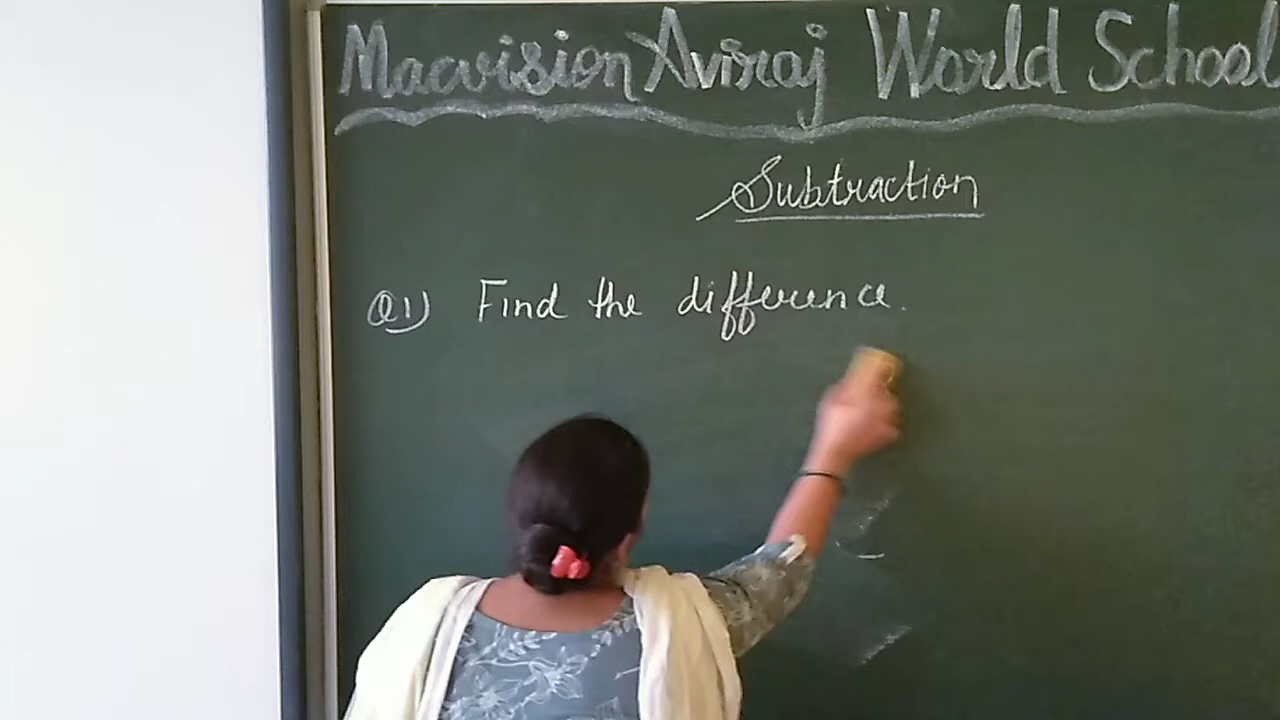 Macvision Aviraj World School
Subtraction
Q1) Find the difference.